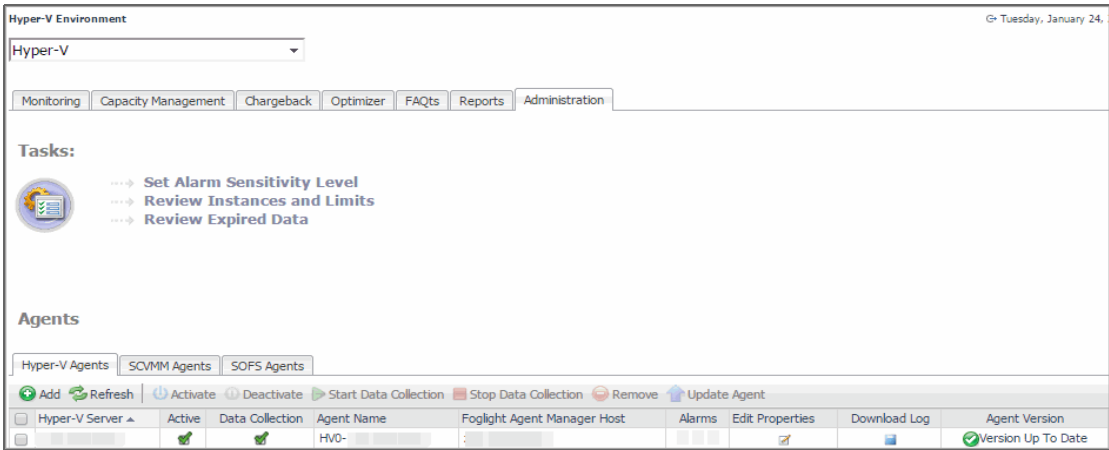 Hyper-V Environment
Tuesday, January 24,
Hyper-V
Monitoring Capacity Management Chargeback Optimizer FAQts Reports Administration
Tasks:
Set Alarm Sensitivity Level
Review Instances and Limits
Review Expired Data
Agents
Hyper-V Agents SCVMM Agents SOFS Agents
Add Refresh Activate Deactivate Start Data Collection Stop Data Collection Remove Update Agent
Hyper-V Server Active Data Collection Agent Name Foglight Agent Manager Host Alarms Edit Properties Download Log Agent Version
HV0- Version Up To Date